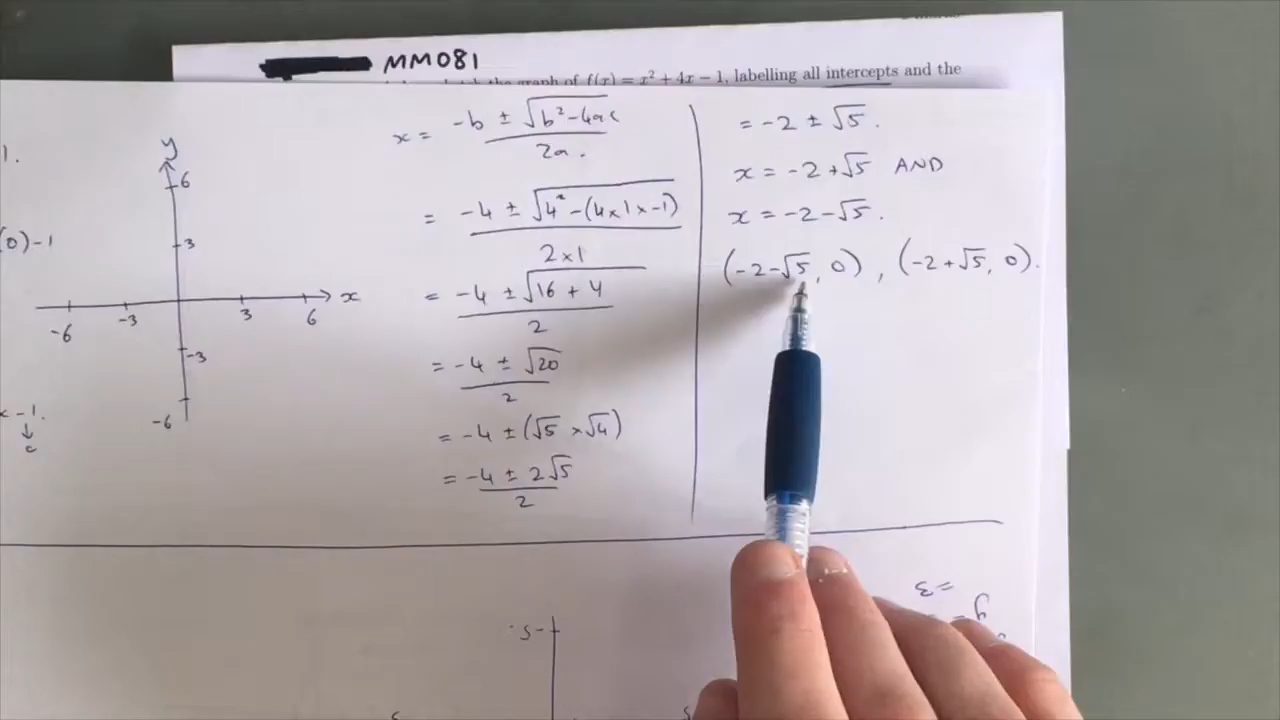 MM081
the graph of f(x) = x² + 4x − 1, labelling all intercepts and the
1.
y
6
3
-6 -3 3 6 x
-3
-6
(0)-1
x-1.
↓
c
x = -b ± √b²-4ac / 2a.
= -4 ± √4²-(4×1×-1) / 2×1
= -4 ± √16 + 4 / 2
= -4 ± √20 / 2
= -4 ± (√5 × √4)
= -4 ± 2√5 / 2
= -2 ± √5.
x = -2+√5 AND
x = -2-√5.
(-2-√5, 0), (-2+√5, 0).